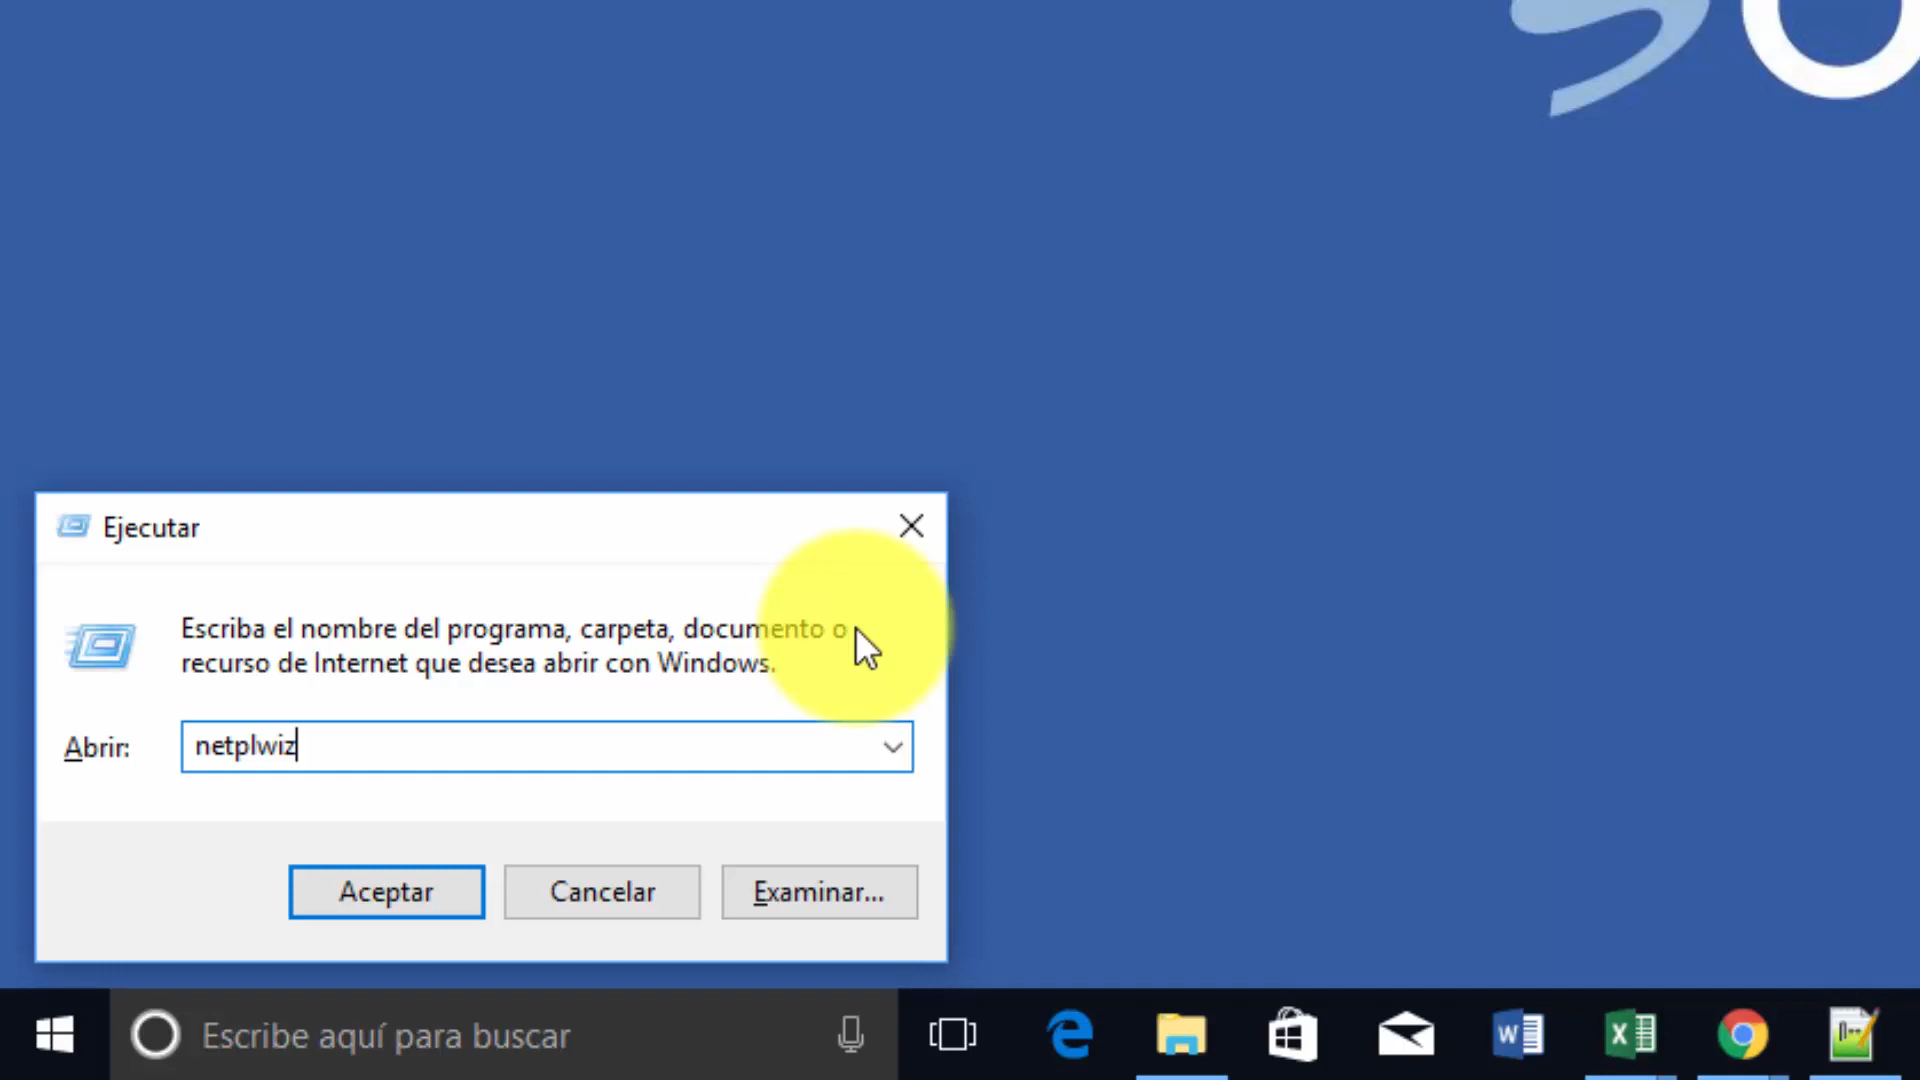 Ejecutar
Escriba el nombre del programa, carpeta, documento o
recurso de Internet que desea abrir con Windows.
Abrir: netplwiz
Aceptar Cancelar Examinar...
Escribe aquí para buscar